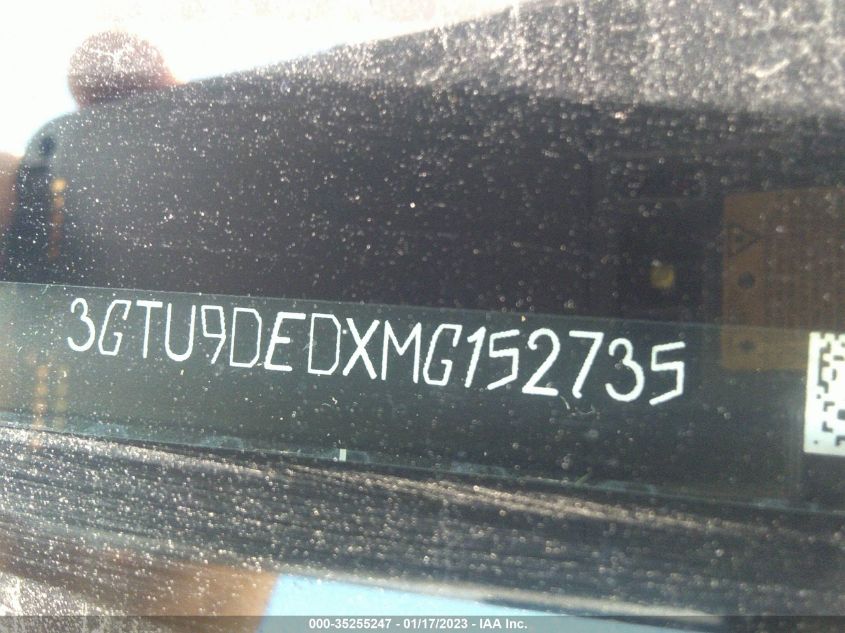 3GTU9DEDXMG152735
000-35255247 - 01/17/2023 - IAA Inc.